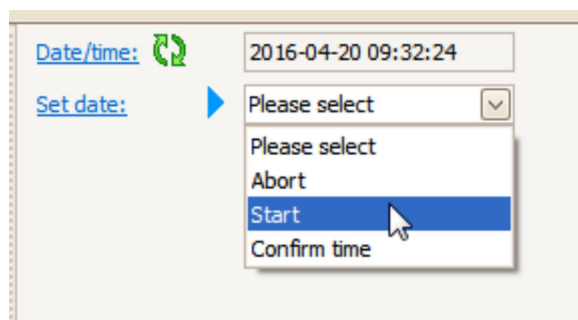 Date/time: 2016-04-20 09:32:24
Set date: Please select
Please select
Abort
Start
Confirm time